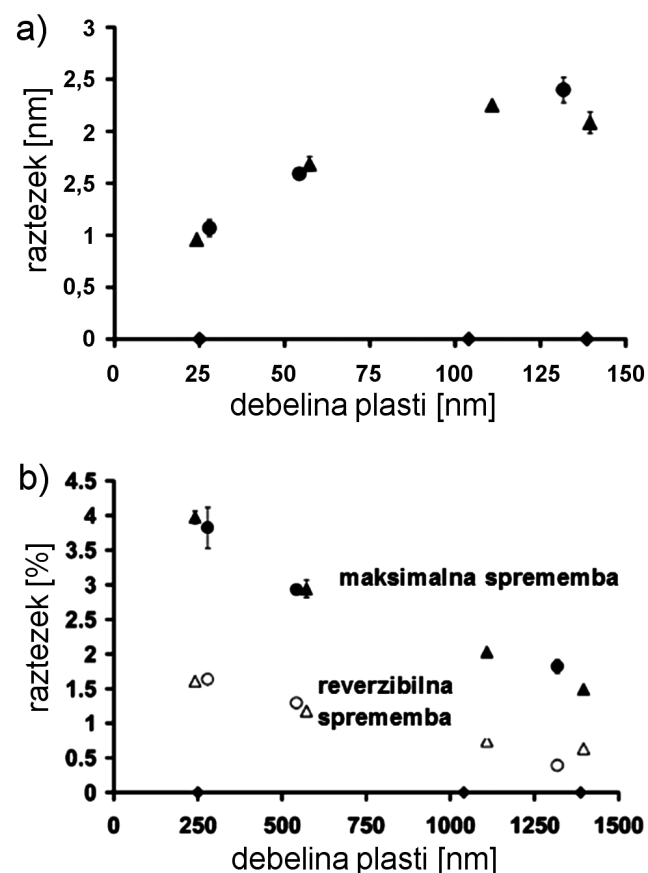 a)
3
2,5
2
2,5
1
0,5
0
raztezek [nm]
0 25 50 75 100 125 150
debelina plasti [nm]
b)
4.5
4
3.5
3
2.5
2
1.5
1
0.5
0
raztezek [%]
maksimalna sprememba
reverzibilna
sprememba
0 250 500 750 1000 1250 1500
debelina plasti [nm]